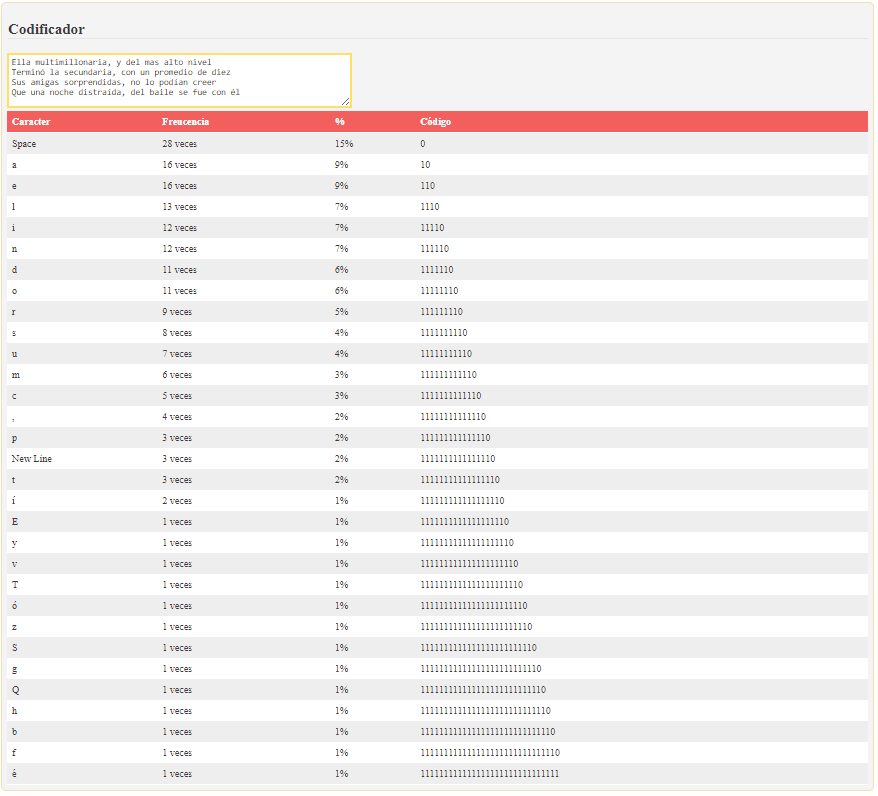 Codificador
Ella multimillonaria, y del mas alto nivel
Terminó la secundaria, con un promedio de diez
Sus amigas sorprendidas, no lo podían creer
Que una noche distraída, del baile se fue con él
Caracter Freucencia % Código
Space 28 veces 15% 0
a 16 veces 9% 10
e 16 veces 9% 110
l 13 veces 7% 1110
i 12 veces 7% 11110
n 12 veces 7% 111110
d 11 veces 6% 1111110
o 11 veces 6% 11111110
r 9 veces 5% 111111110
s 8 veces 4% 1111111110
u 7 veces 4% 11111111110
m 6 veces 3% 111111111110
c 5 veces 3% 1111111111110
, 4 veces 2% 11111111111110
p 3 veces 2% 111111111111110
New Line 3 veces 2% 1111111111111110
t 3 veces 2% 11111111111111110
í 2 veces 1% 111111111111111110
E 1 veces 1% 1111111111111111110
y 1 veces 1% 11111111111111111110
v 1 veces 1% 111111111111111111110
T 1 veces 1% 1111111111111111111110
ó 1 veces 1% 11111111111111111111110
z 1 veces 1% 111111111111111111111110
S 1 veces 1% 1111111111111111111111110
g 1 veces 1% 11111111111111111111111110
Q 1 veces 1% 111111111111111111111111110
h 1 veces 1% 1111111111111111111111111110
b 1 veces 1% 11111111111111111111111111110
f 1 veces 1% 111111111111111111111111111110
é 1 veces 1% 111111111111111111111111111111